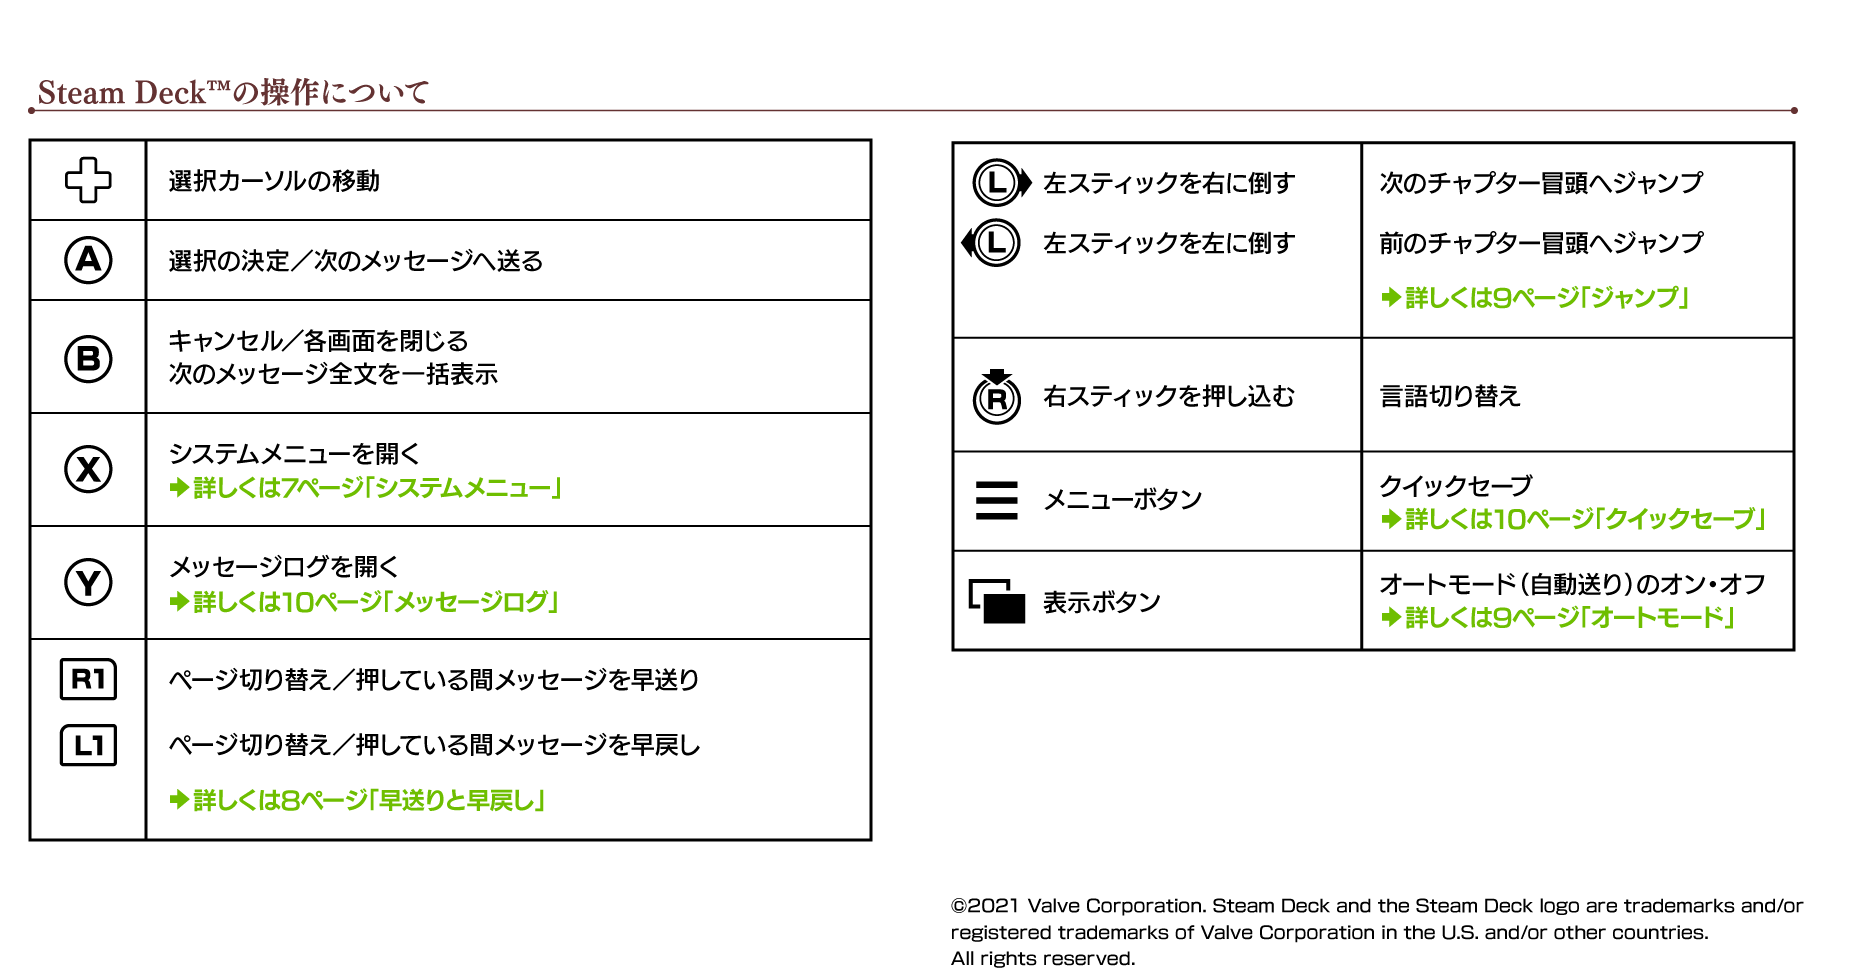 Steam Deck™の操作について
選択カーソルの移動
A
選択の決定／次のメッセージへ送る
B
キャンセル／各画面を閉じる
次のメッセージ全文を一括表示
X
システムメニューを開く
詳しくは7ページ「システムメニュー」
Y
メッセージログを開く
詳しくは10ページ「メッセージログ」
R1
ページ切り替え／押している間メッセージを早送り
L1
ページ切り替え／押している間メッセージを早戻し
詳しくは8ページ「早送りと早戻し」
L 左スティックを右に倒す 次のチャプター冒頭へジャンプ
L 左スティックを左に倒す 前のチャプター冒頭へジャンプ
詳しくは9ページ「ジャンプ」
R 右スティックを押し込む 言語切り替え
メニューボタン
クイックセーブ
詳しくは10ページ「クイックセーブ」
表示ボタン
オートモード（自動送り）のオン・オフ
詳しくは9ページ「オートモード」
©2021 Valve Corporation. Steam Deck and the Steam Deck logo are trademarks and/or
registered trademarks of Valve Corporation in the U.S. and/or other countries.
All rights reserved.